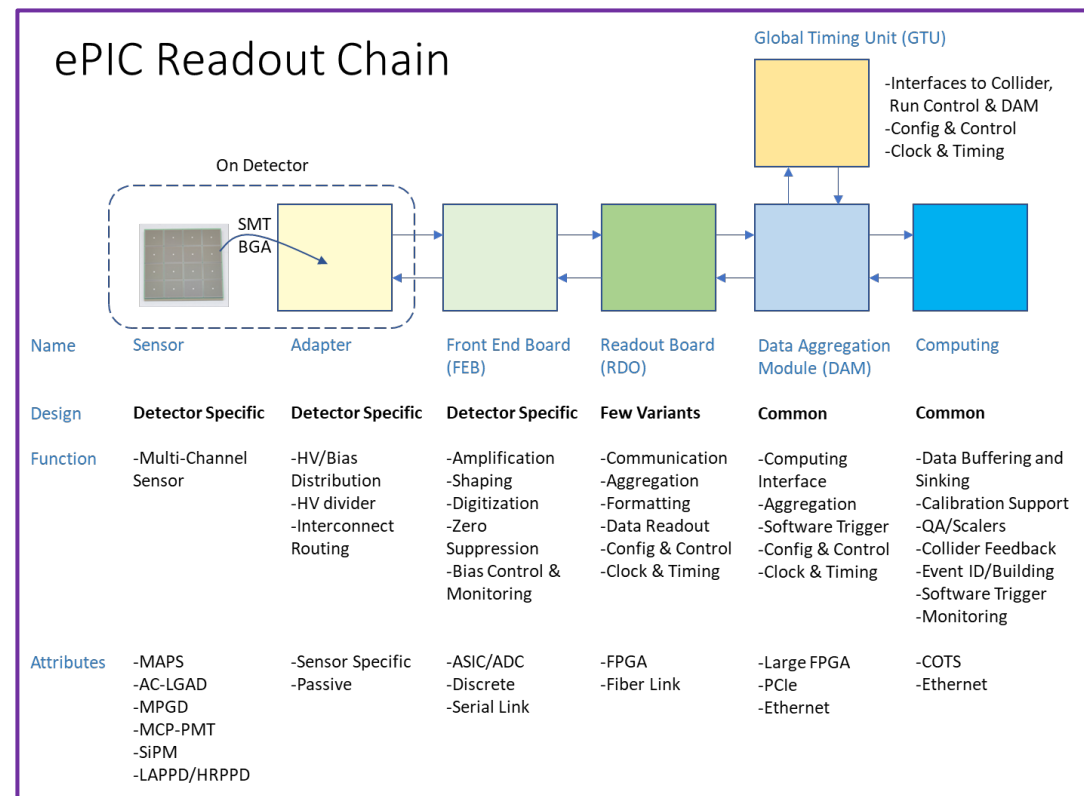 ePIC Readout Chain
Global Timing Unit (GTU)
-Interfaces to Collider,
Run Control & DAM
-Config & Control
-Clock & Timing
On Detector
SMT
BGA
Name
Sensor
Adapter
Front End Board
(FEB)
Readout Board
(RDO)
Data Aggregation
Module (DAM)
Computing
Design
Detector Specific
Detector Specific
Detector Specific
Few Variants
Common
Common
Function
-Multi-Channel
Sensor
-HV/Bias
Distribution
-HV divider
-Interconnect
Routing
-Amplification
-Shaping
-Digitization
-Zero
Suppression
-Bias Control &
Monitoring
-Communication
-Aggregation
-Formatting
-Data Readout
-Config & Control
-Clock & Timing
-Computing
Interface
-Aggregation
-Software Trigger
-Config & Control
-Clock & Timing
-Data Buffering and
Sinking
-Calibration Support
-QA/Scalers
-Collider Feedback
-Event ID/Building
-Software Trigger
-Monitoring
Attributes
-MAPS
-AC-LGAD
-MPGD
-MCP-PMT
-SiPM
-LAPPD/HRPPD
-Sensor Specific
-Passive
-ASIC/ADC
-Discrete
-Serial Link
-FPGA
-Fiber Link
-Large FPGA
-PCIe
-Ethernet
-COTS
-Ethernet